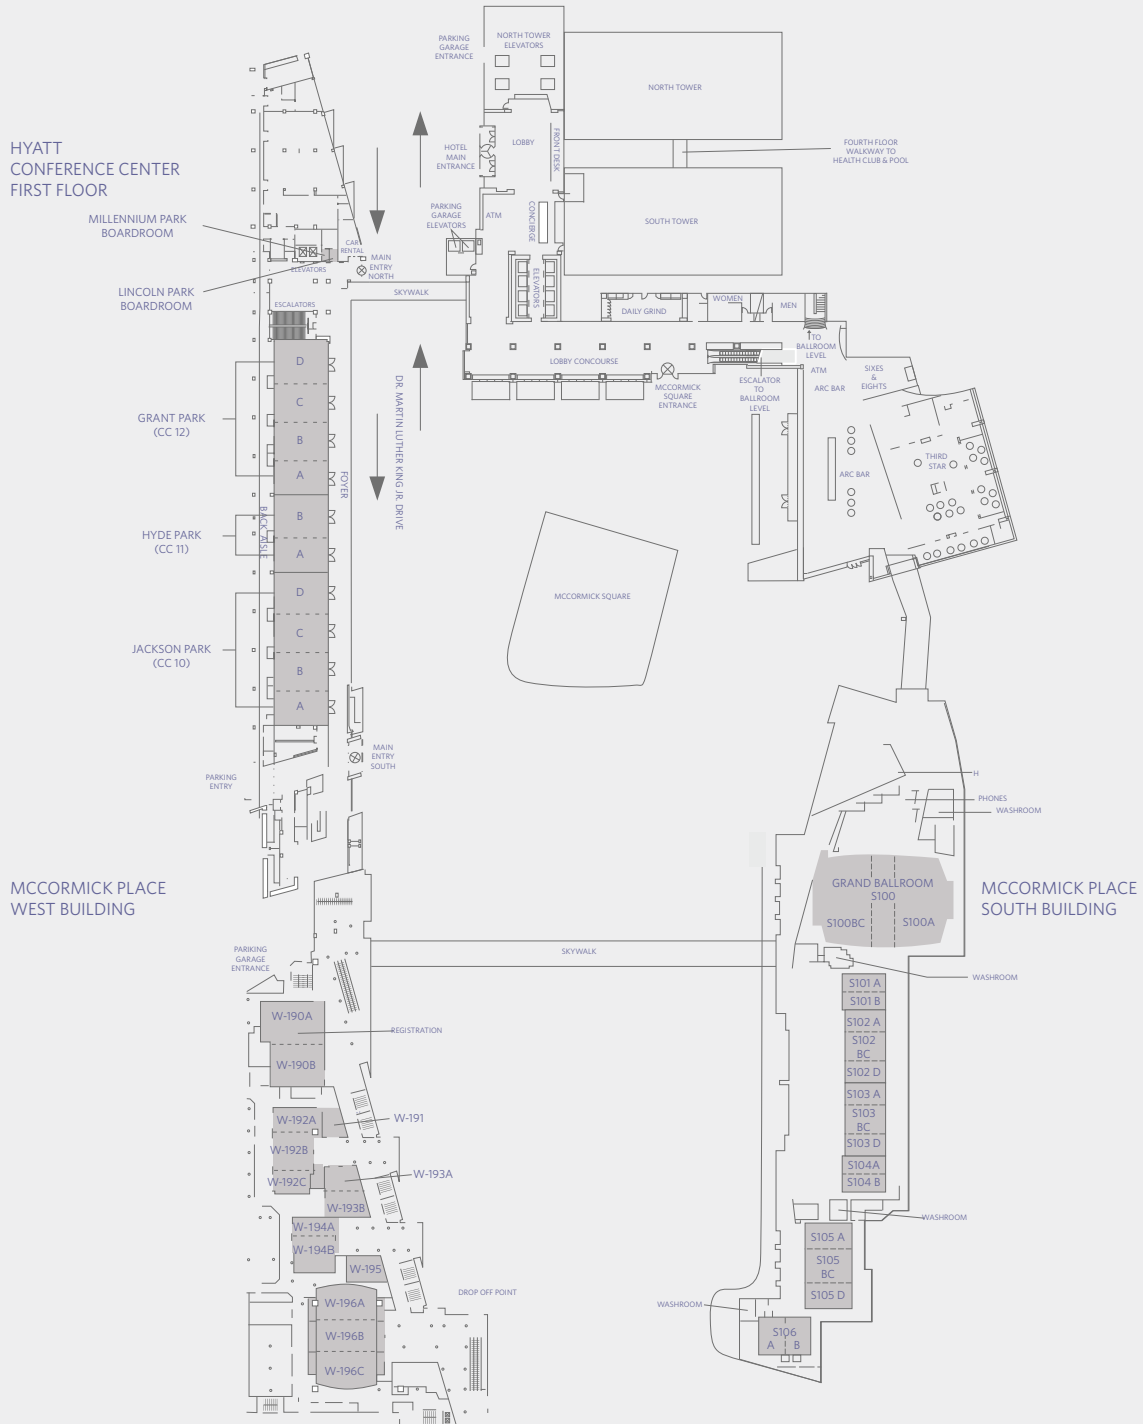 PARKING
GARAGE
ENTRANCE
NORTH TOWER
ELEVATORS
NORTH TOWER
HYATT
CONFERENCE CENTER
FIRST FLOOR
HOTEL
MAIN
ENTRANCE
LOBBY
FRONT DESK
FOURTH FLOOR
WALKWAY TO
HEALTH CLUB & POOL
MILLENNIUM PARK
BOARDROOM
PARKING
GARAGE
ELEVATORS
ATM
CONCIERGE
SOUTH TOWER
CAR
RENTAL
ELEVATORS
MAIN
ENTRY
NORTH
LINCOLN PARK
BOARDROOM
SKYWALK
ELEVATORS
ESCALATORS
DAILY GRIND
WOMEN
MEN
TO
BALLROOM
LEVEL
LOBBY CONCOURSE
MCCORMICK
SQUARE
ENTRANCE
ESCALATOR
TO
BALLROOM
LEVEL
ATM
ARC BAR
SIXES
&
EIGHTS
D
C
GRANT PARK
(CC 12)
B
A
DR. MARTIN LUTHER KING JR. DRIVE
FOYER
BACK AISLE
ARC BAR
THIRD
STAR
B
HYDE PARK
(CC 11)
A
D
MCCORMICK SQUARE
C
JACKSON PARK
(CC 10)
B
A
MAIN
ENTRY
SOUTH
PARKING
ENTRY
H
PHONES
WASHROOM
MCCORMICK PLACE
WEST BUILDING
GRAND BALLROOM
S100
S100BC
S100A
MCCORMICK PLACE
SOUTH BUILDING
PARIKING
GARAGE
ENTRANCE
SKYWALK
WASHROOM
S101 A
S101 B
S102 A
S102
BC
S102 D
S103 A
S103
BC
S103 D
S104A
S104 B
W-190A
REGISTRATION
W-190B
W-192A
W-191
W-192B
W-192C
W-193A
W-193B
WASHROOM
W-194A
W-194B
W-195
S105 A
S105
BC
S105 D
DROP OFF POINT
WASHROOM
W-196A
W-196B
W-196C
S106
A B